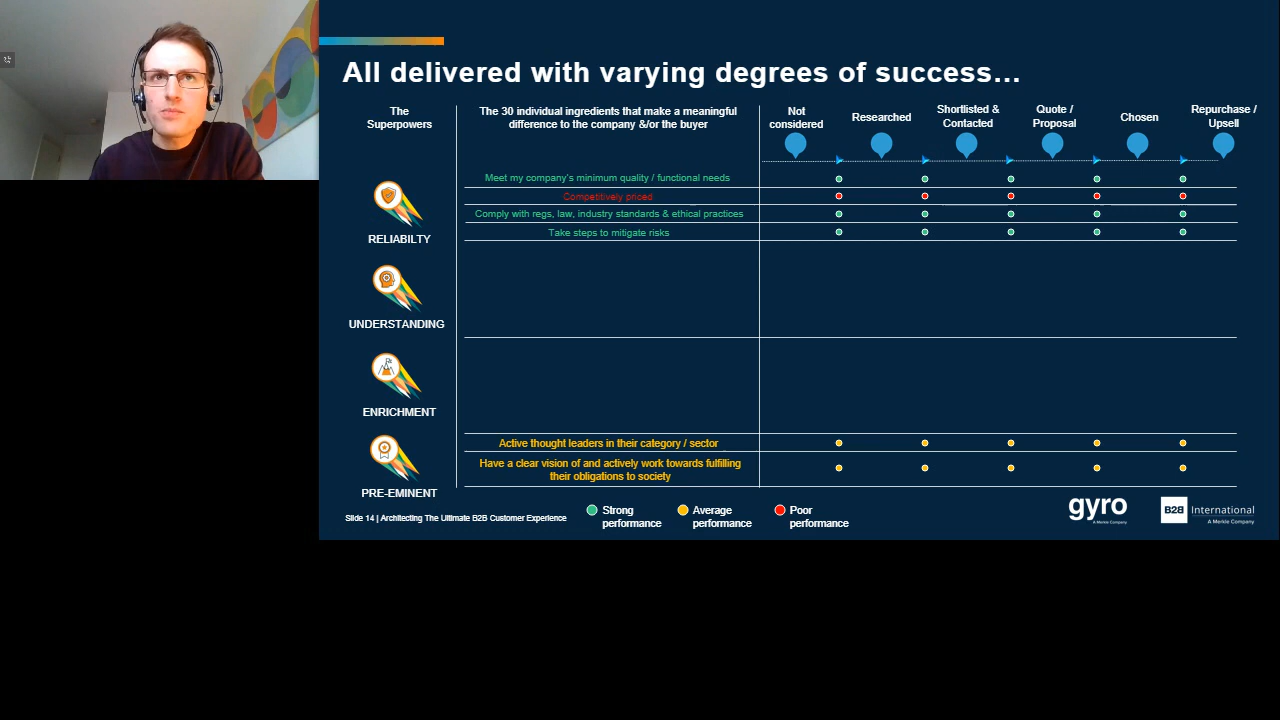 All delivered with varying degrees of success…
The
Superpowers
The 30 individual ingredients that make a meaningful
difference to the company &/or the buyer
Not
considered
Researched
Shortlisted &
Contacted
Quote /
Proposal
Chosen
Repurchase /
Upsell
RELIABILTY
Meet my company's minimum quality / functional needs
Competitively priced
Comply with regs, law, industry standards & ethical practices
Take steps to mitigate risks
UNDERSTANDING
ENRICHMENT
PRE-EMINENT
Active thought leaders in their category / sector
Have a clear vision of and actively work towards fulfilling
their obligations to society
Slide 14 | Architecting The Ultimate B2B Customer Experience
Strong
performance
Average
performance
Poor
performance
gyro
A Merkle Company
B2B International
A Merkle Company